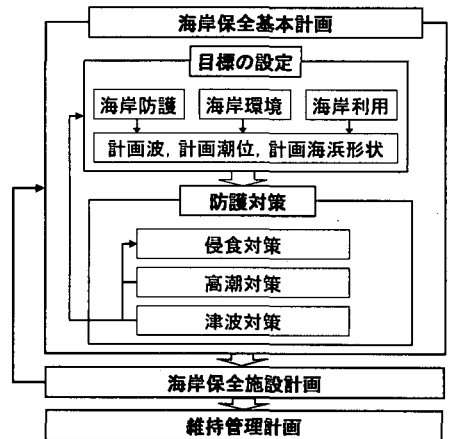 海岸保全基本計画
目標の設定
海岸防護 海岸環境 海岸利用
計画波, 計画潮位, 計画海浜形状
防護対策
侵食対策
高潮対策
津波対策
海岸保全施設計画
維持管理計画